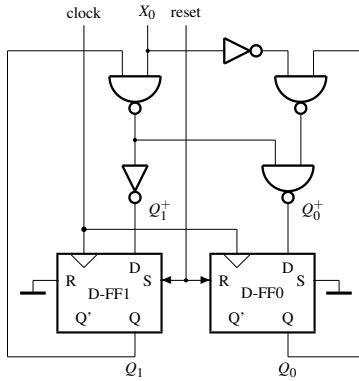 clock X₀ reset
Q₁⁺ Q₀⁺
D D
R S R S
D-FF1 D-FF0
Q' Q Q' Q
Q₁ Q₀